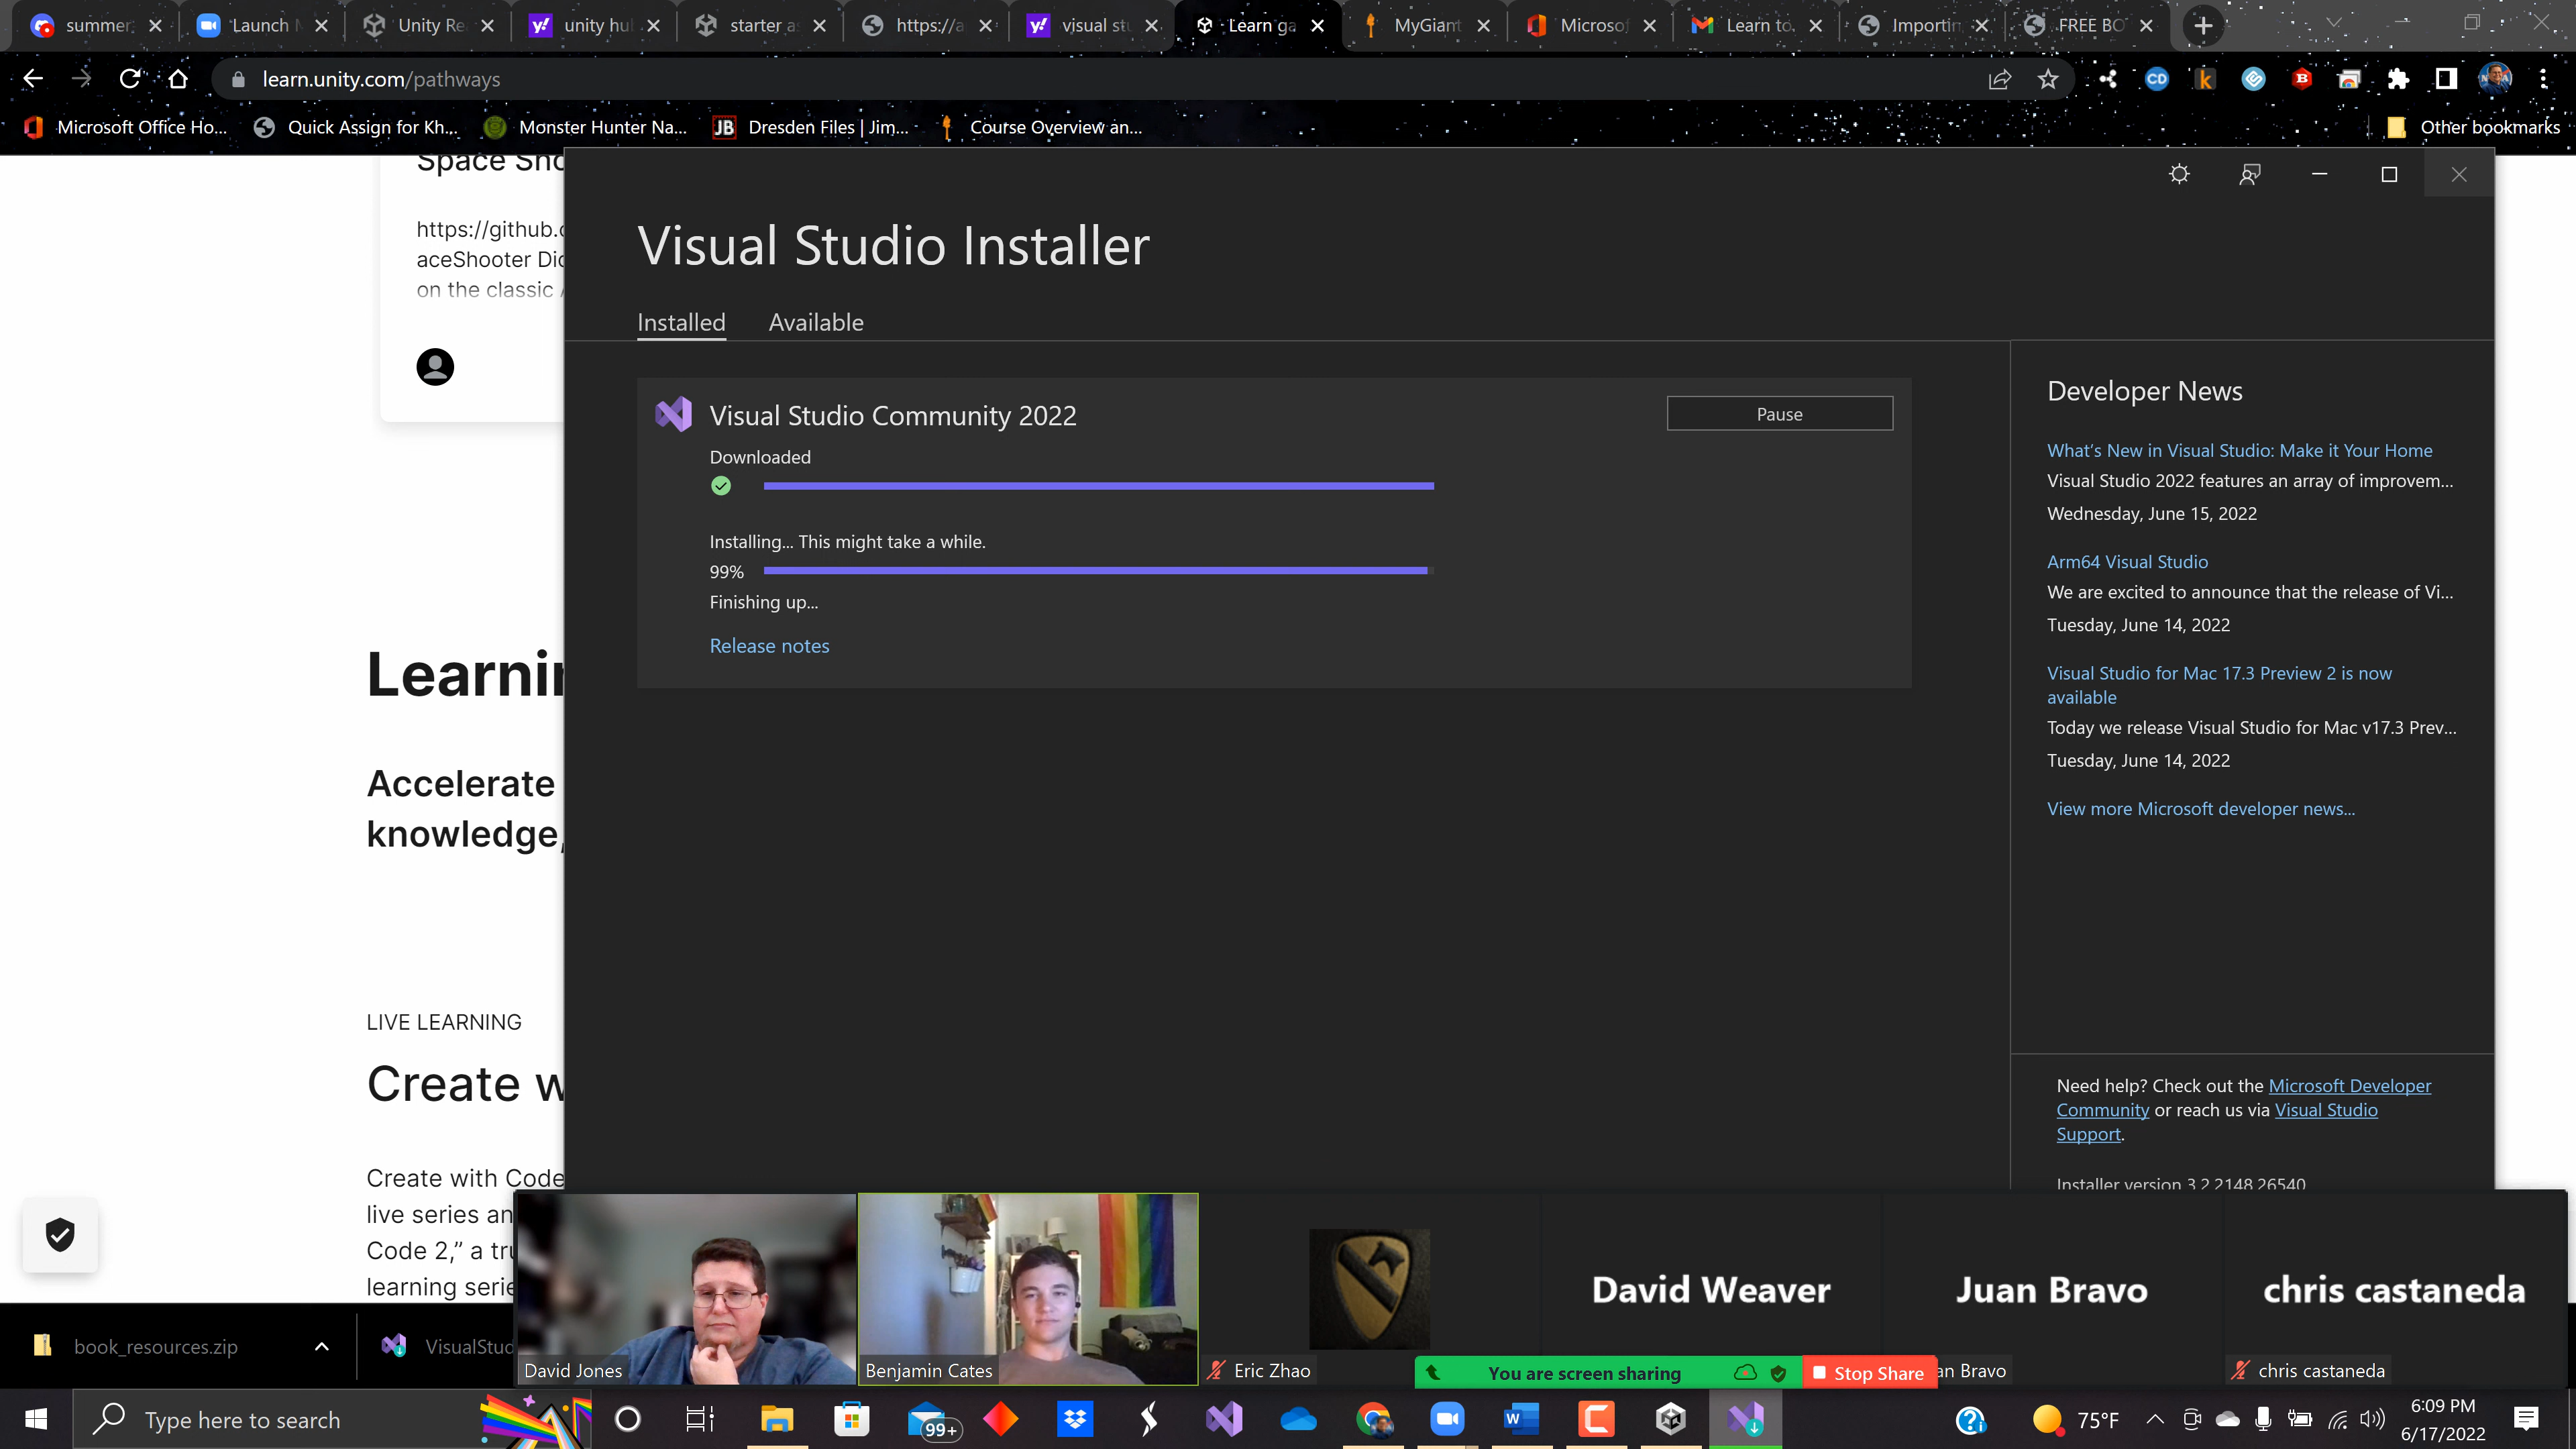 summer
Launch M
Unity Re
unity hu
starter as
https://a
visual stu
Learn ga
MyGiant
Microsof
Learn to
Importin
FREE BO
learn.unity.com/pathways
Microsoft Office Ho...
Quick Assign for Kh...
Monster Hunter Na...
JB
Dresden Files | Jim...
Course Overview an...
Other bookmarks
Space Sho
https://github.c
aceShooter Dic
on the classic
Learnin
Accelerate
knowledge,
LIVE LEARNING
Create w
Create with Code
live series an
Code 2,” a tru
learning serie
Visual Studio Installer
Installed Available
Visual Studio Community 2022
Pause
Downloaded
Installing... This might take a while.
99%
Finishing up...
Release notes
Developer News
What’s New in Visual Studio: Make it Your Home
Visual Studio 2022 features an array of improvem...
Wednesday, June 15, 2022
Arm64 Visual Studio
We are excited to announce that the release of Vi...
Tuesday, June 14, 2022
Visual Studio for Mac 17.3 Preview 2 is now
available
Today we release Visual Studio for Mac v17.3 Prev...
Tuesday, June 14, 2022
View more Microsoft developer news...
Need help? Check out the Microsoft Developer
Community or reach us via Visual Studio
Support.
Installer version 3.2.2148.26540
David Weaver
Juan Bravo
chris castaneda
David Jones
Benjamin Cates
Eric Zhao
You are screen sharing
Stop Share
an Bravo
chris castaneda
book_resources.zip
VisualStud
Type here to search
99+
75°F
6:09 PM
6/17/2022